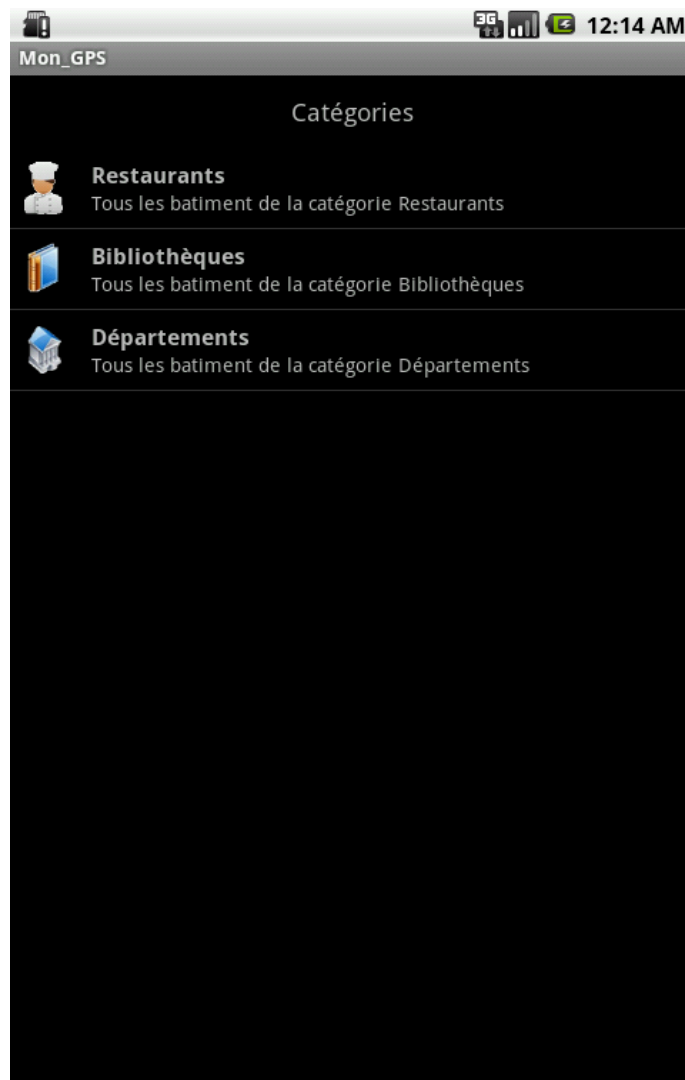 3G 12:14 AM
Mon_GPS
Catégories
Restaurants
Tous les batiment de la catégorie Restaurants
Bibliothèques
Tous les batiment de la catégorie Bibliothèques
Départements
Tous les batiment de la catégorie Départements